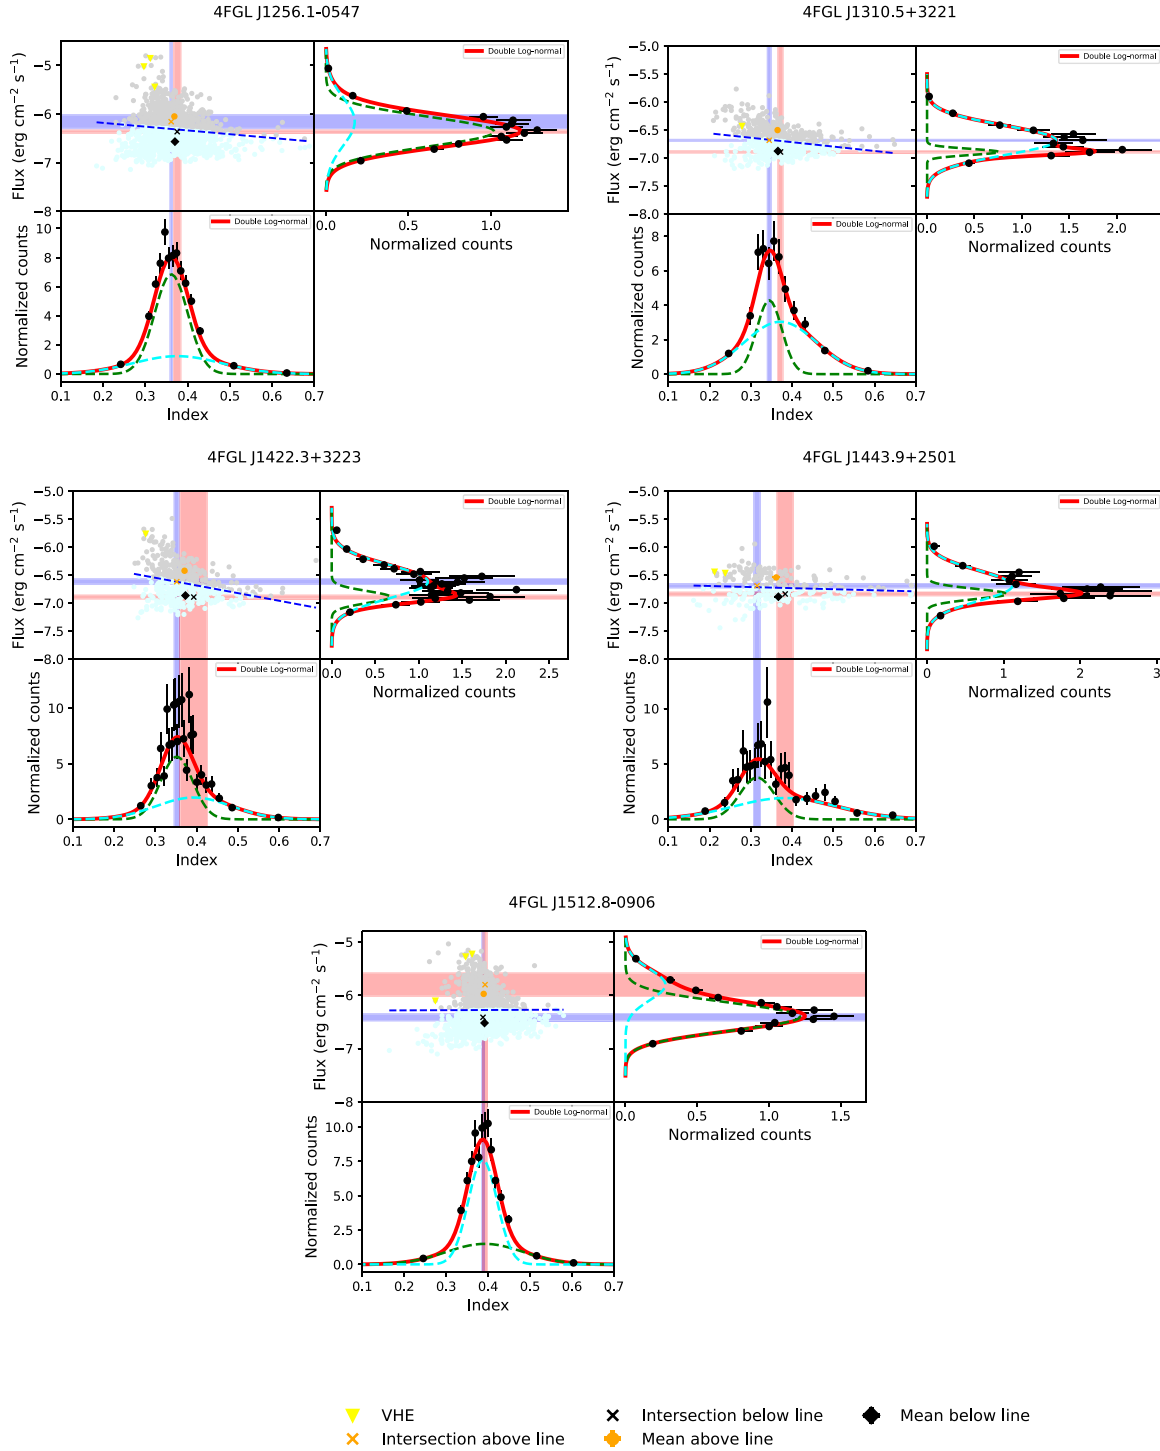 4FGL J1256.1-0547
4FGL J1310.5+3221
Flux (erg cm⁻² s⁻¹)
−5
−6
−7
−8
Double Log-normal
0.0
0.5
1.0
Normalized counts
Normalized counts
10
8
6
4
2
0
Double Log-normal
0.1
0.2
0.3
0.4
0.5
0.6
0.7
Index
Flux (erg cm⁻² s⁻¹)
−5.0
−5.5
−6.0
−6.5
−7.0
−7.5
−8.0
Double Log-normal
0.0
0.5
1.0
1.5
2.0
Normalized counts
Normalized counts
8
6
4
2
0
Double Log-normal
0.1
0.2
0.3
0.4
0.5
0.6
0.7
Index
4FGL J1422.3+3223
4FGL J1443.9+2501
Flux (erg cm⁻² s⁻¹)
−5.0
−5.5
−6.0
−6.5
−7.0
−7.5
−8.0
Double Log-normal
0.0
0.5
1.0
1.5
2.0
2.5
Normalized counts
Normalized counts
10
5
0
Double Log-normal
0.1
0.2
0.3
0.4
0.5
0.6
0.7
Index
Flux (erg cm⁻² s⁻¹)
−5.0
−5.5
−6.0
−6.5
−7.0
−7.5
−8.0
Double Log-normal
0
1
2
3
Normalized counts
Normalized counts
10
5
0
Double Log-normal
0.1
0.2
0.3
0.4
0.5
0.6
0.7
Index
4FGL J1512.8-0906
Flux (erg cm⁻² s⁻¹)
−5
−6
−7
−8
Double Log-normal
0.0
0.5
1.0
1.5
Normalized counts
Normalized counts
10.0
7.5
5.0
2.5
0.0
Double Log-normal
0.1
0.2
0.3
0.4
0.5
0.6
0.7
Index
VHE
Intersection above line
Intersection below line
Mean above line
Mean below line